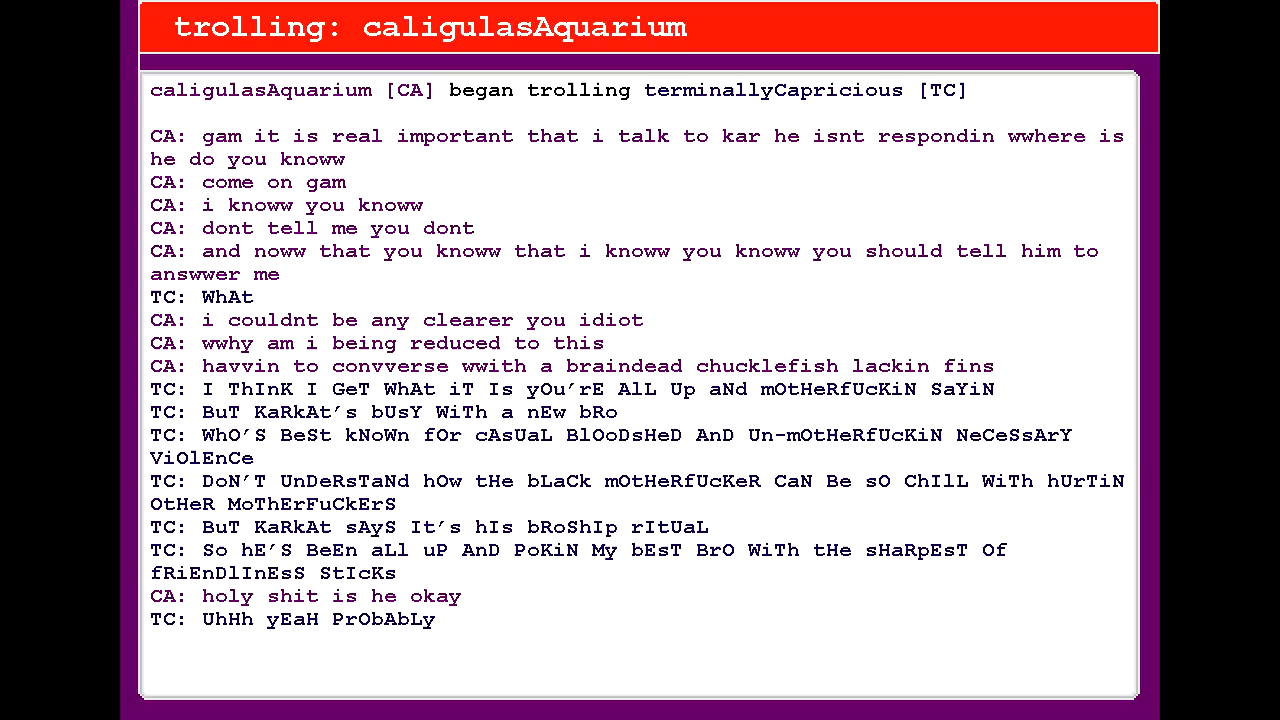 trolling: caligulasAquarium
caligulasAquarium [CA] began trolling terminallyCapricious [TC]
CA: gam it is real important that i talk to kar he isnt respondin wwhere is
he do you knoww
CA: come on gam
CA: i knoww you knoww
CA: dont tell me you dont
CA: and noww that you knoww that i knoww you knoww you should tell him to
answwer me
TC: WhAt
CA: i couldnt be any clearer you idiot
CA: wwhy am i being reduced to this
CA: havvin to convverse wwith a braindead chucklefish lackin fins
TC: I ThInK I GeT WhAt iT Is yOu’rE AlL Up aNd mOtHeRfUcKiN SaYiN
TC: BuT KaRkAt’s bUsY WiTh a nEw bRo
TC: WhO’S BeSt kNoWn fOr cAsUaL BlOoDsHeD AnD Un-mOtHeRfUcKiN NeCeSsArY
ViOlEnCe
TC: DoN’T UnDeRsTaNd hOw tHe bLaCk mOtHeRfUcKeR CaN Be sO ChIlL WiTh hUrTiN
OtHeR MoThErFuCkErS
TC: BuT KaRkAt sAyS It’s hIs bRoShIp rItUaL
TC: So hE’S BeEn aLl uP AnD PoKiN My bEsT BrO WiTh tHe sHaRpEsT Of
fRiEnDlInEsS StIcKs
CA: holy shit is he okay
TC: UhHh yEaH PrObAbLy